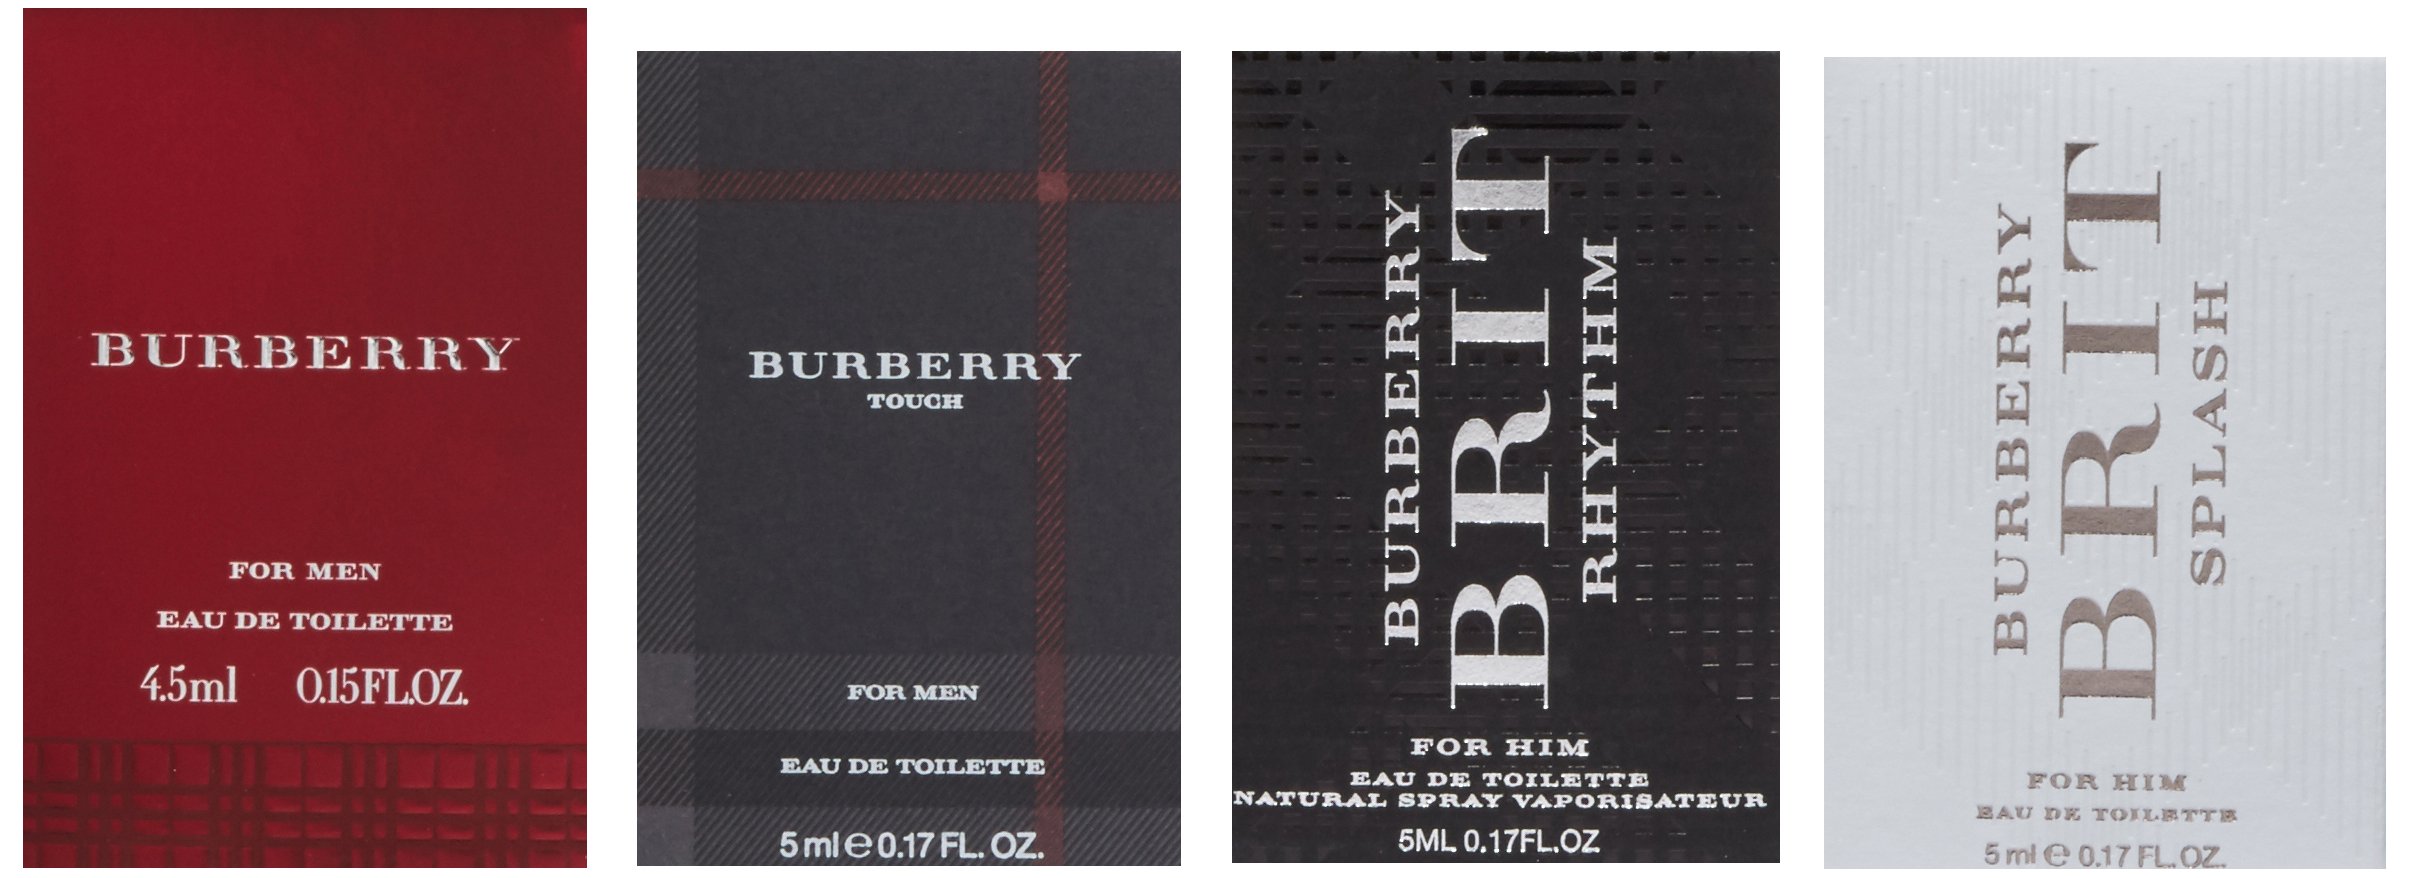 BURBERRY
FOR MEN
EAU DE TOILETTE
4.5ml 0.15FL.OZ.
BURBERRY
TOUCH
FOR MEN
EAU DE TOILETTE
5 ml e 0.17 FL. OZ.
BURBERRY
BRIT
RHYTHM
FOR HIM
EAU DE TOILETTE
NATURAL SPRAY VAPORISATEUR
5ML 0.17FL.OZ
BURBERRY
BRIT
SPLASH
FOR HIM
EAU DE TOILETTE
5 ml e 0.17 FL. OZ.